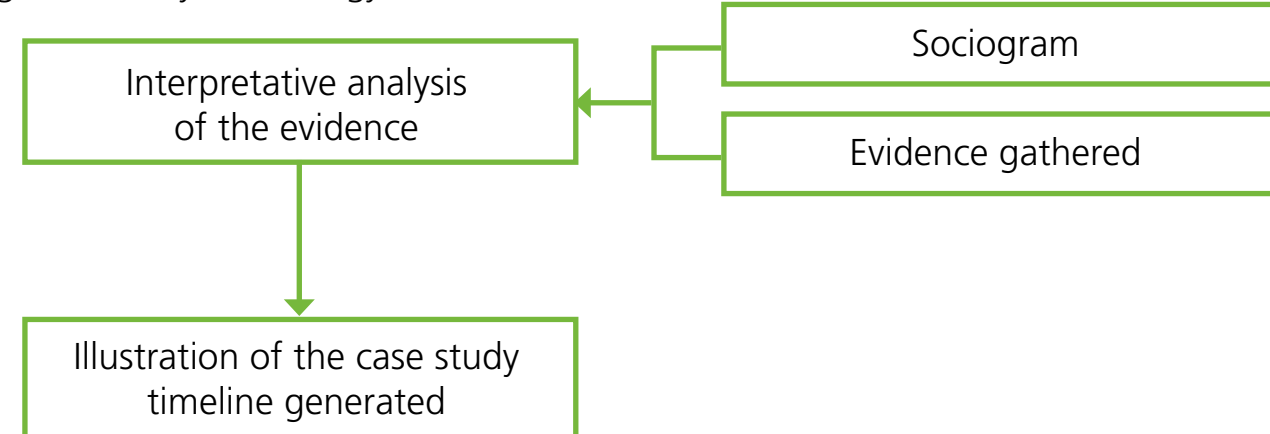 Sociogram
Interpretative analysis
of the evidence
Evidence gathered
Illustration of the case study
timeline generated